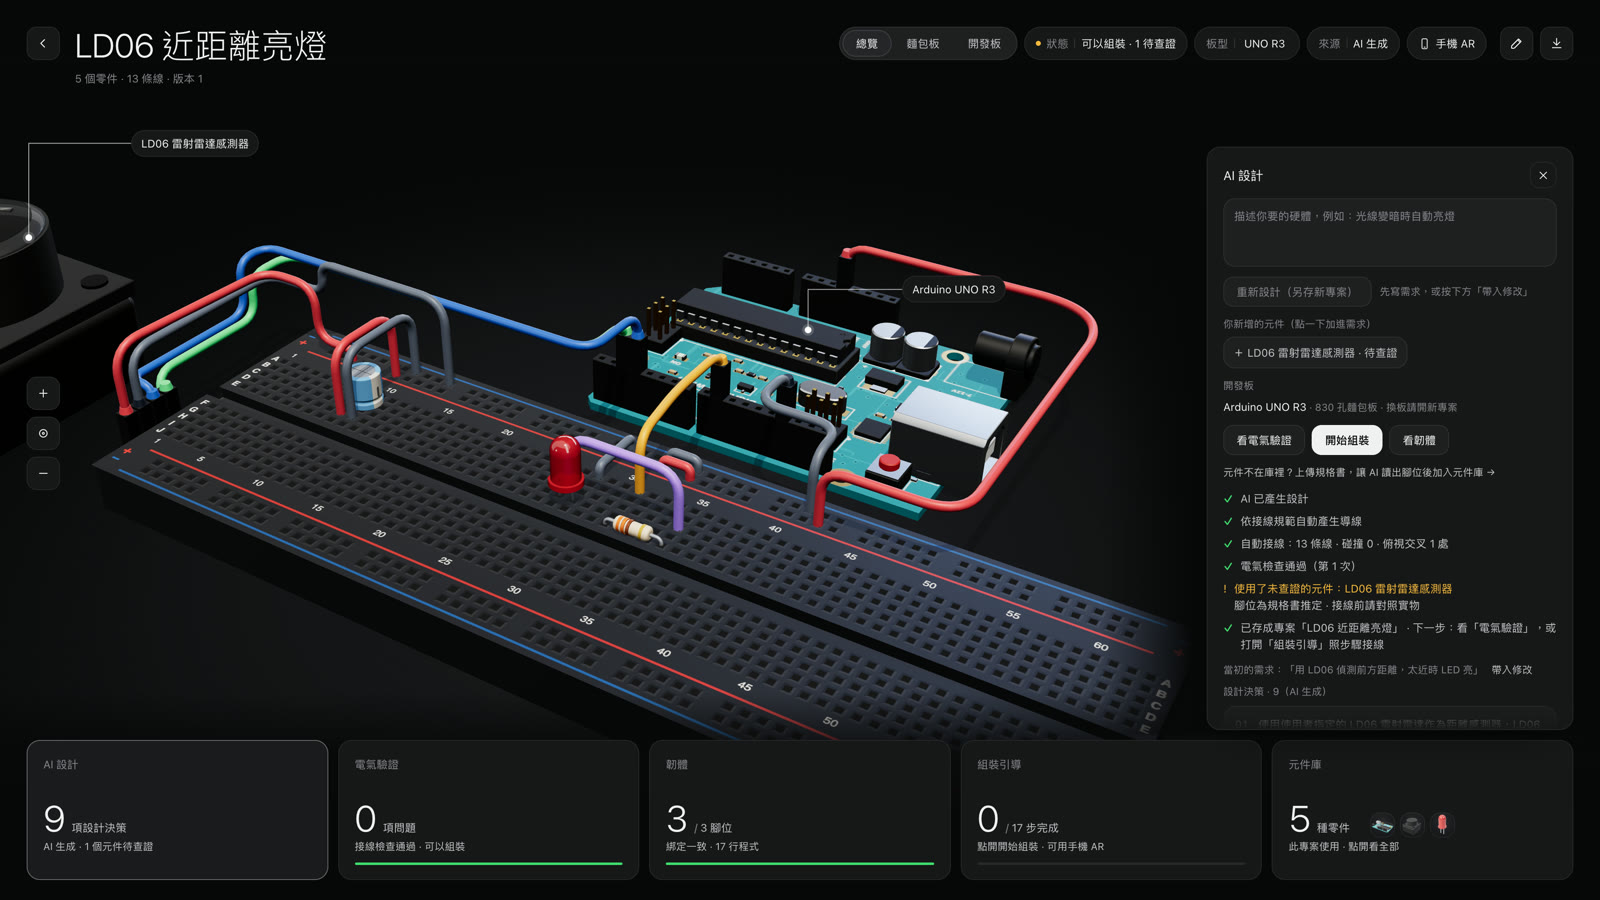 LD06 近距離亮燈
5 個零件 · 13 條線 · 版本 1
總覽
麵包板
開發板
狀態 可以組裝 · 1 待查證
板型 UNO R3
來源 AI 生成
手機 AR
LD06 雷射雷達感測器
Arduino UNO R3
A
B
C
D
E
1
10
15
20
35
40
45
50
55
60
F
G
H
I
J
1
10
15
20
25
30
35
40
45
50
A
B
C
D
E
AI 設計
描述你要的硬體，例如：光線變暗時自動亮燈
重新設計（另存新專案）
先寫需求，或按下方「帶入修改」
你新增的元件（點一下加進需求）
+ LD06 雷射雷達感測器 · 待查證
開發板
Arduino UNO R3 · 830 孔麵包板 · 換板請開新專案
看電氣驗證
開始組裝
看韌體
元件不在庫裡？上傳規格書，讓 AI 讀出腳位後加入元件庫 →
AI 已產生設計
依接線規範自動產生導線
自動接線：13 條線 · 碰撞 0 · 俯視交叉 1 處
電氣檢查通過（第 1 次）
! 使用了未查證的元件：LD06 雷射雷達感測器
腳位為規格書推定 · 接線前請對照實物
已存成專案「LD06 近距離亮燈」 · 下一步：看「電氣驗證」，或
打開「組裝引導」照步驟接線
當初的需求：「用 LD06 偵測前方距離，太近時 LED 亮」 帶入修改
設計決策 · 9（AI 生成）
AI 設計
9 項設計決策
AI 生成 · 1 個元件待查證
電氣驗證
0 項問題
接線檢查通過 · 可以組裝
韌體
3 / 3 腳位
綁定一致 · 17 行程式
組裝引導
0 / 17 步完成
點開開始組裝 · 可用手機 AR
元件庫
5 種零件
此專案使用 · 點開看全部